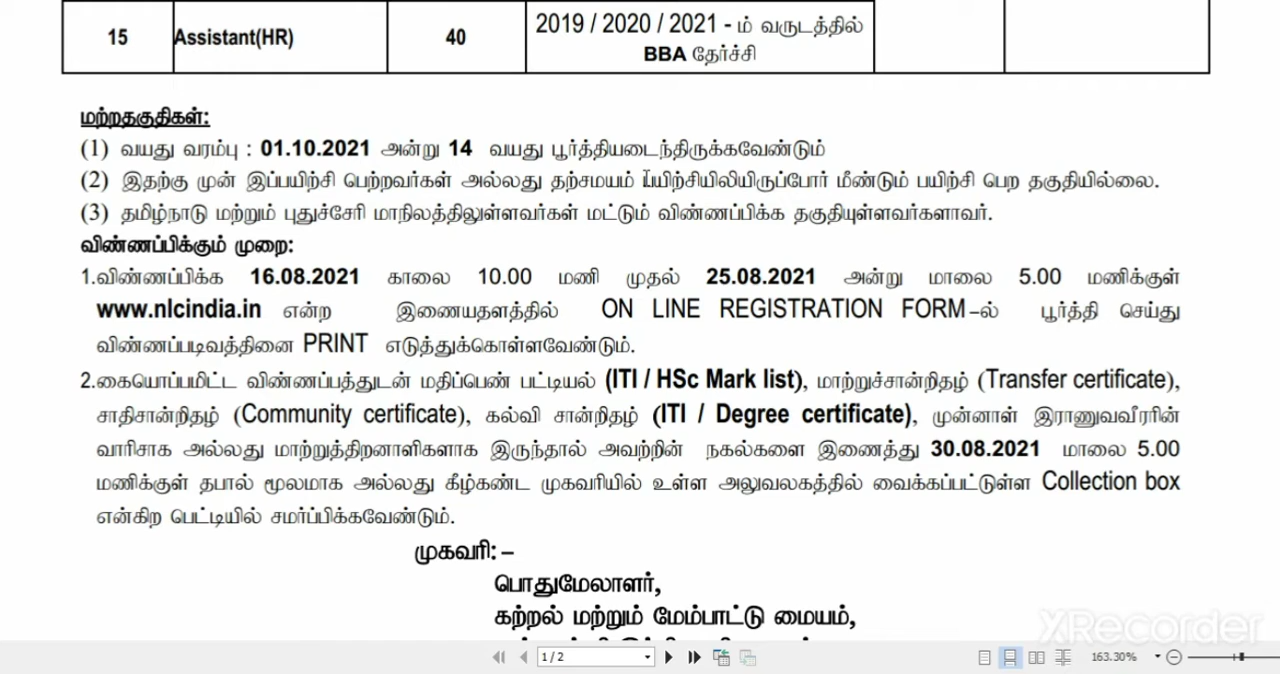 15 Assistant(HR) 40 2019 / 2020 / 2021 - ம் வருடத்தில்
BBA தேர்ச்சி
மற்றதகுதிகள்:
(1) வயது வரம்பு : 01.10.2021 அன்று 14 வயது பூர்த்தியடைந்திருக்கவேண்டும்
(2) இதற்கு முன் இப்பயிற்சி பெற்றவர்கள் அல்லது தற்சமயம் பயிற்சியிலியிருப்போர் மீண்டும் பயிற்சி பெற தகுதியில்லை.
(3) தமிழ்நாடு மற்றும் புதுச்சேரி மாநிலத்திலுள்ளவர்கள் மட்டும் விண்ணப்பிக்க தகுதியுள்ளவர்களாவர்.
விண்ணப்பிக்கும் முறை:
1.விண்ணப்பிக்க 16.08.2021 காலை 10.00 மணி முதல் 25.08.2021 அன்று மாலை 5.00 மணிக்குள்
www.nlcindia.in என்ற இணையதளத்தில் ON LINE REGISTRATION FORM–ல் பூர்த்தி செய்து
விண்ணப்படிவத்தினை PRINT எடுத்துக்கொள்ளவேண்டும்.
2.கையொப்பமிட்ட விண்ணப்பத்துடன் மதிப்பெண் பட்டியல் (ITI / HSc Mark list), மாற்றுச்சான்றிதழ் (Transfer certificate),
சாதிசான்றிதழ் (Community certificate), கல்வி சான்றிதழ் (ITI / Degree certificate), முன்னாள் இராணுவவீரரின்
வாரிசாக அல்லது மாற்றுத்திறனாளிகளாக இருந்தால் அவற்றின் நகல்களை இணைத்து 30.08.2021 மாலை 5.00
மணிக்குள் தபால் மூலமாக அல்லது கீழ்கண்ட முகவரியில் உள்ள அலுவலகத்தில் வைக்கப்பட்டுள்ள Collection box
என்கிற பெட்டியில் சமர்ப்பிக்கவேண்டும்.
முகவரி: –
பொதுமேலாளர்,
கற்றல் மற்றும் மேம்பாட்டு மையம்,
XRecorder
1 / 2
163.30%